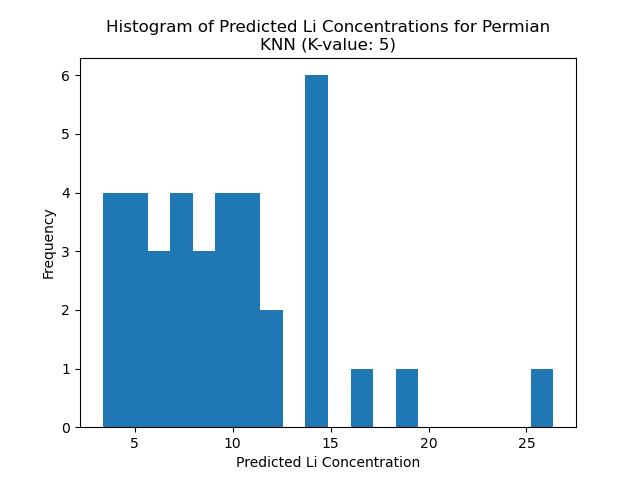 Histogram of Predicted Li Concentrations for Permian
KNN (K-value: 5)
6
5
4
3
2
1
0
Frequency
5 10 15 20 25
Predicted Li Concentration